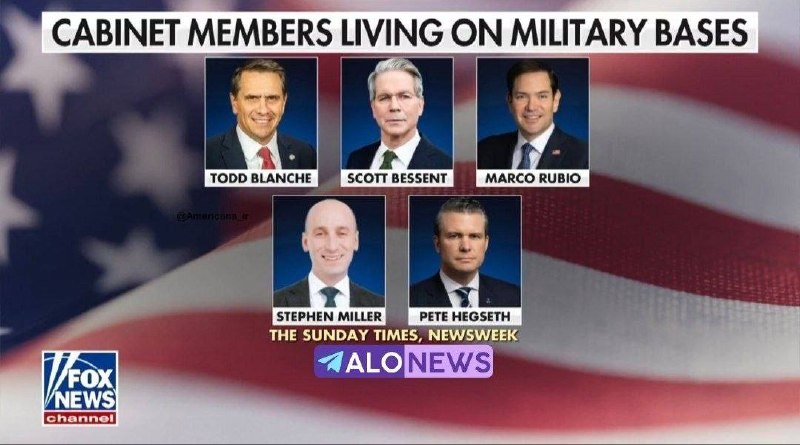 CABINET MEMBERS LIVING ON MILITARY BASES
TODD BLANCHE
SCOTT BESSENT
MARCO RUBIO
@Americana_ir
STEPHEN MILLER
PETE HEGSETH
THE SUNDAY TIMES, NEWSWEEK
ALONEWS
FOX
NEWS
channel